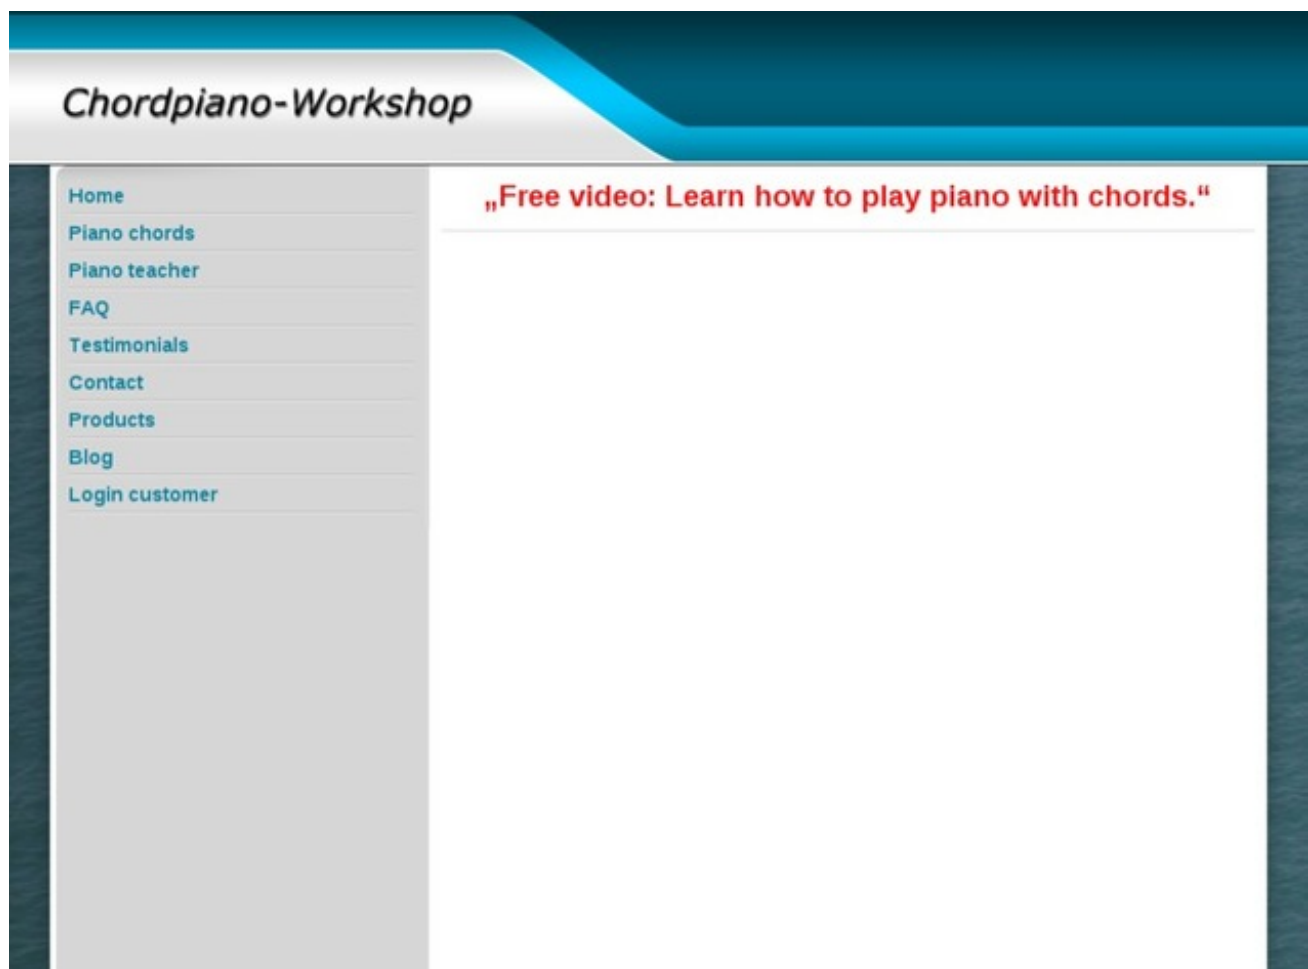 Chordpiano-Workshop
Home
Piano chords
Piano teacher
FAQ
Testimonials
Contact
Products
Blog
Login customer
„Free video: Learn how to play piano with chords.“